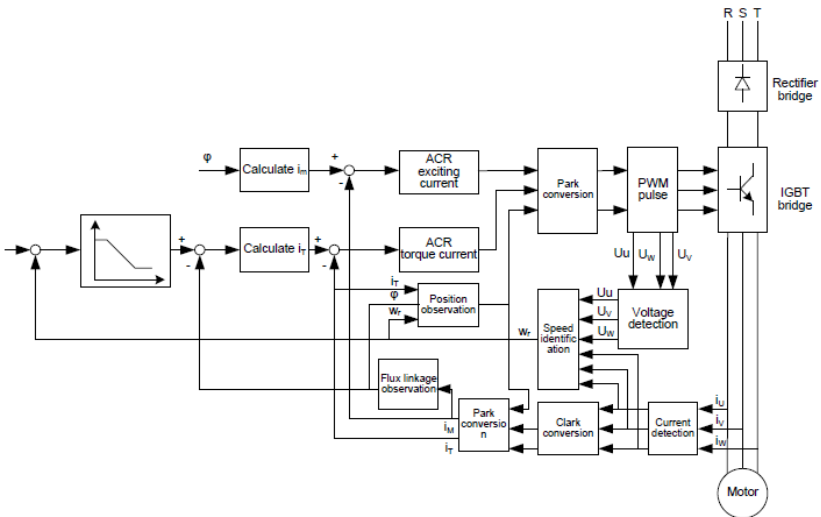 R S T
Rectifier
bridge
φ
Calculate im
+
-
ACR
exciting
current
Park
conversion
PWM
pulse
IGBT
bridge
+
-
Calculate iT
+
-
ACR
torque current
Uu
UW
UV
iT
φ
wr
Position
observation
wr
Speed
identific
ation
Uu
UV
UW
Voltage
detection
Flux linkage
observation
iM
iT
Park
conversio
n
Clark
conversion
Current
detection
iU
iV
iW
Motor